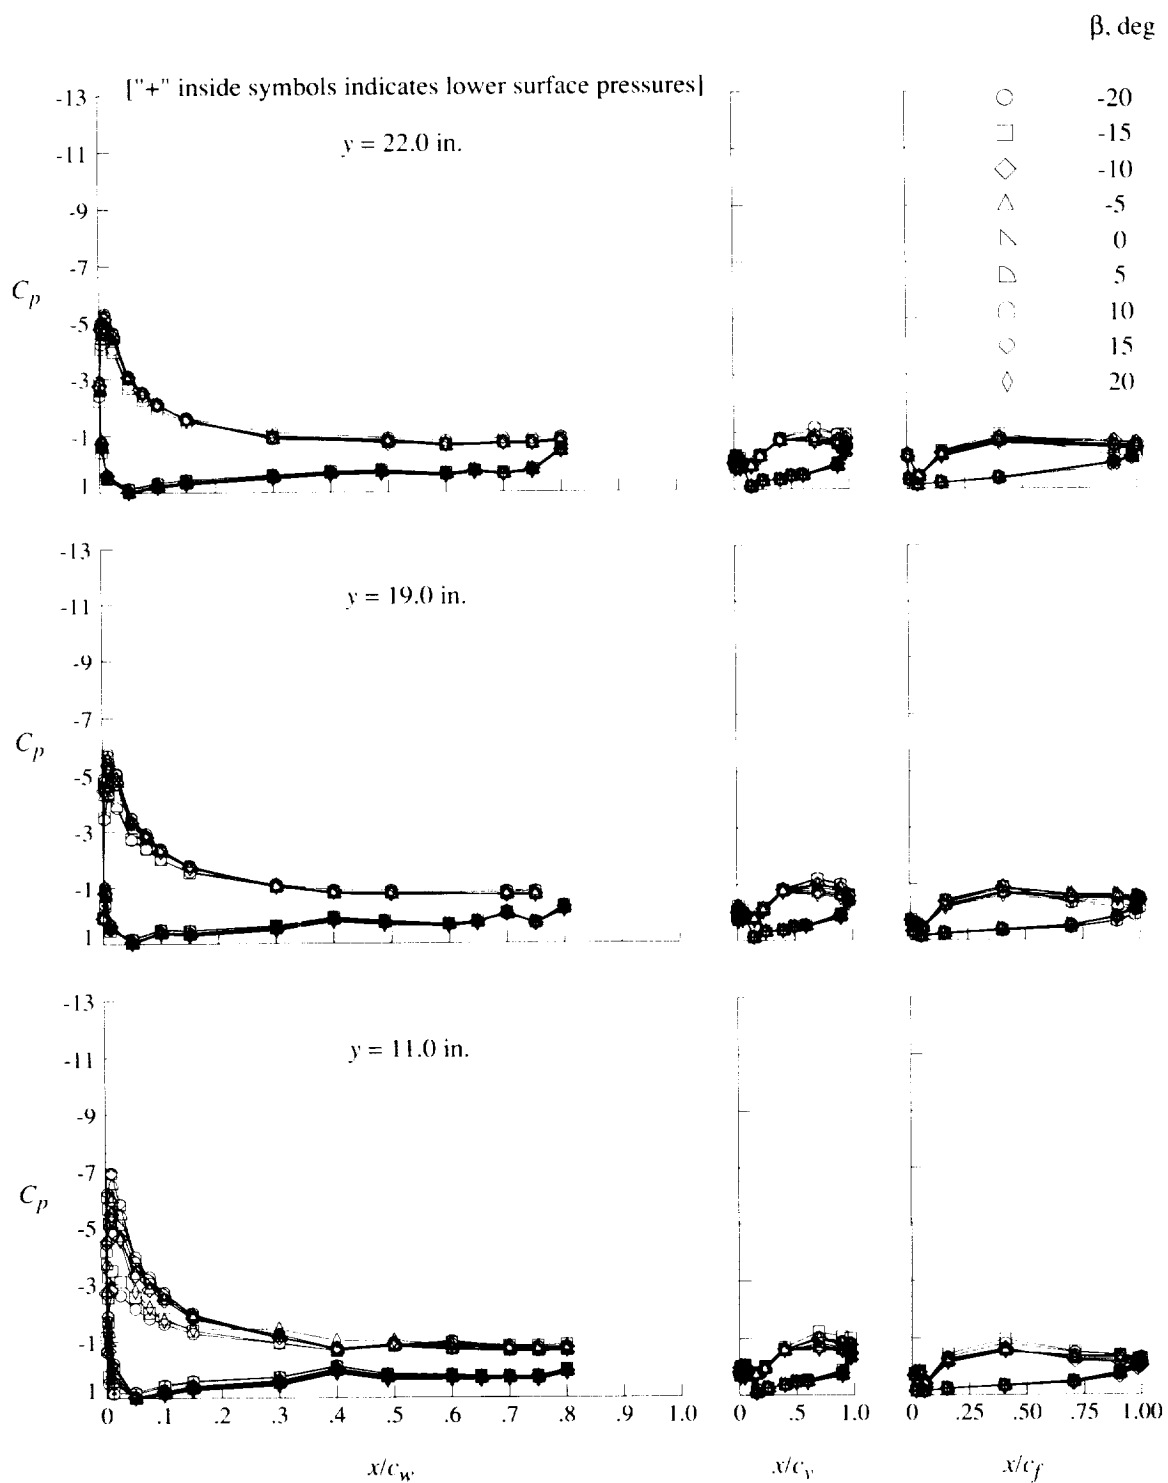 β, deg
["+" inside symbols indicates lower surface pressures]
-20
-15
-10
-5
0
5
10
15
20
y = 22.0 in.
-13
-11
-9
-7
-5
-3
-1
1
C_p
y = 19.0 in.
-13
-11
-9
-7
-5
-3
-1
1
C_p
y = 11.0 in.
-13
-11
-9
-7
-5
-3
-1
1
C_p
0 .1 .2 .3 .4 .5 .6 .7 .8 .9 1.0
0 .5 1.0
0 .25 .50 .75 1.00
x/c_w
x/c_v
x/c_f